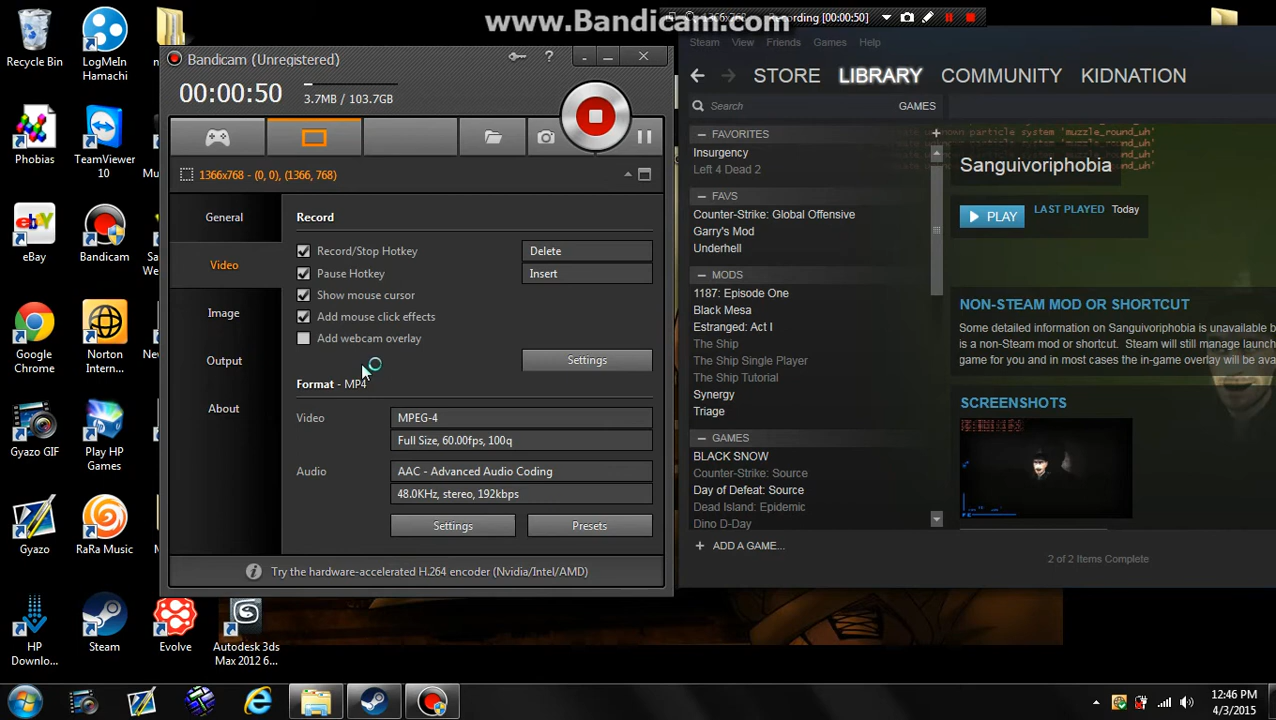 www.Bandicam.com
1366x768
Recording [00:00:50]
Bandicam (Unregistered)
?
00:00:50
3.7MB / 103.7GB
1366x768 - (0, 0), (1366, 768)
General
Video
Image
Output
About
Record
Record/Stop Hotkey
Delete
Pause Hotkey
Insert
Show mouse cursor
Add mouse click effects
Add webcam overlay
Settings
Format - MP4
Video
MPEG-4
Full Size, 60.00fps, 100q
Audio
AAC - Advanced Audio Coding
48.0KHz, stereo, 192kbps
Settings
Presets
Try the hardware-accelerated H.264 encoder (Nvidia/Intel/AMD)
Steam View Friends Games Help
STORE LIBRARY COMMUNITY KIDNATION
Search
GAMES
FAVORITES
Insurgency
Left 4 Dead 2
FAVS
Counter-Strike: Global Offensive
Garry's Mod
Underhell
MODS
1187: Episode One
Black Mesa
Estranged: Act I
The Ship
The Ship Single Player
The Ship Tutorial
Synergy
Triage
GAMES
BLACK SNOW
Counter-Strike: Source
Day of Defeat: Source
Dead Island: Epidemic
Dino D-Day
+ ADD A GAME...
unknown particle system 'muzzle_round_uh'
Sanguivoriphobia
PLAY
LAST PLAYED Today
NON-STEAM MOD OR SHORTCUT
Some detailed information on Sanguivoriphobia is unavailable b
is a non-Steam mod or shortcut. Steam will still manage launch
game for you and in most cases the in-game overlay will be ava
SCREENSHOTS
2 of 2 Items Complete
Recycle Bin
LogMeIn
Hamachi
Phobias
TeamViewer
10
eBay
Bandicam
Google
Chrome
Norton
Intern...
Gyazo GIF
Play HP
Games
Gyazo
RaRa Music
HP
Downlo...
Steam
Evolve
Autodesk 3ds
Max 2012 6...
12:46 PM
4/3/2015